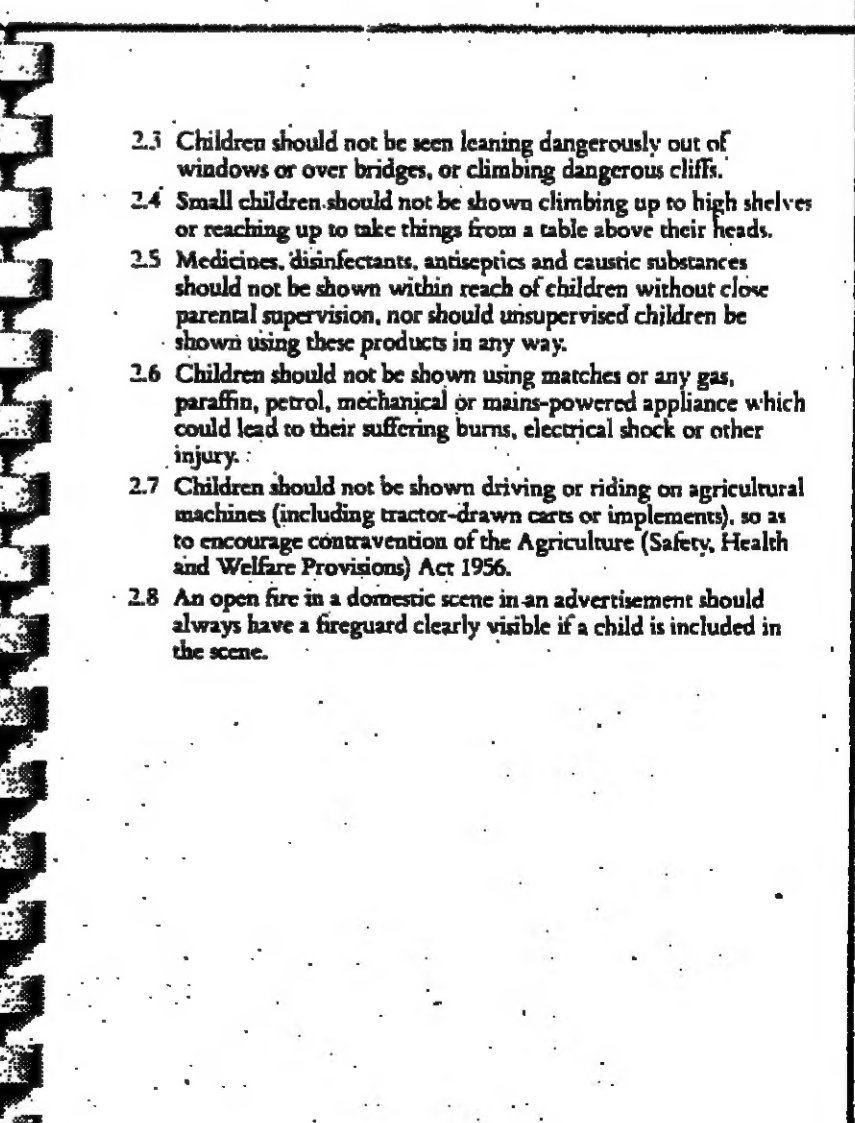 2.3 Children should not be seen leaning dangerously out of
windows or over bridges, or climbing dangerous cliffs.
2.4 Small children should not be shown climbing up to high shelves
or reaching up to take things from a table above their heads.
2.5 Medicines, disinfectants, antiseptics and caustic substances
should not be shown within reach of children without close
parental supervision, nor should unsupervised children be
shown using these products in any way.
2.6 Children should not be shown using matches or any gas,
paraffin, petrol, mechanical or mains-powered appliance which
could lead to their suffering burns, electrical shock or other
injury.
2.7 Children should not be shown driving or riding on agricultural
machines (including tractor-drawn carts or implements), so as
to encourage contravention of the Agriculture (Safety, Health
and Welfare Provisions) Act 1956.
2.8 An open fire in a domestic scene in an advertisement should
always have a fireguard clearly visible if a child is included in
the scene.